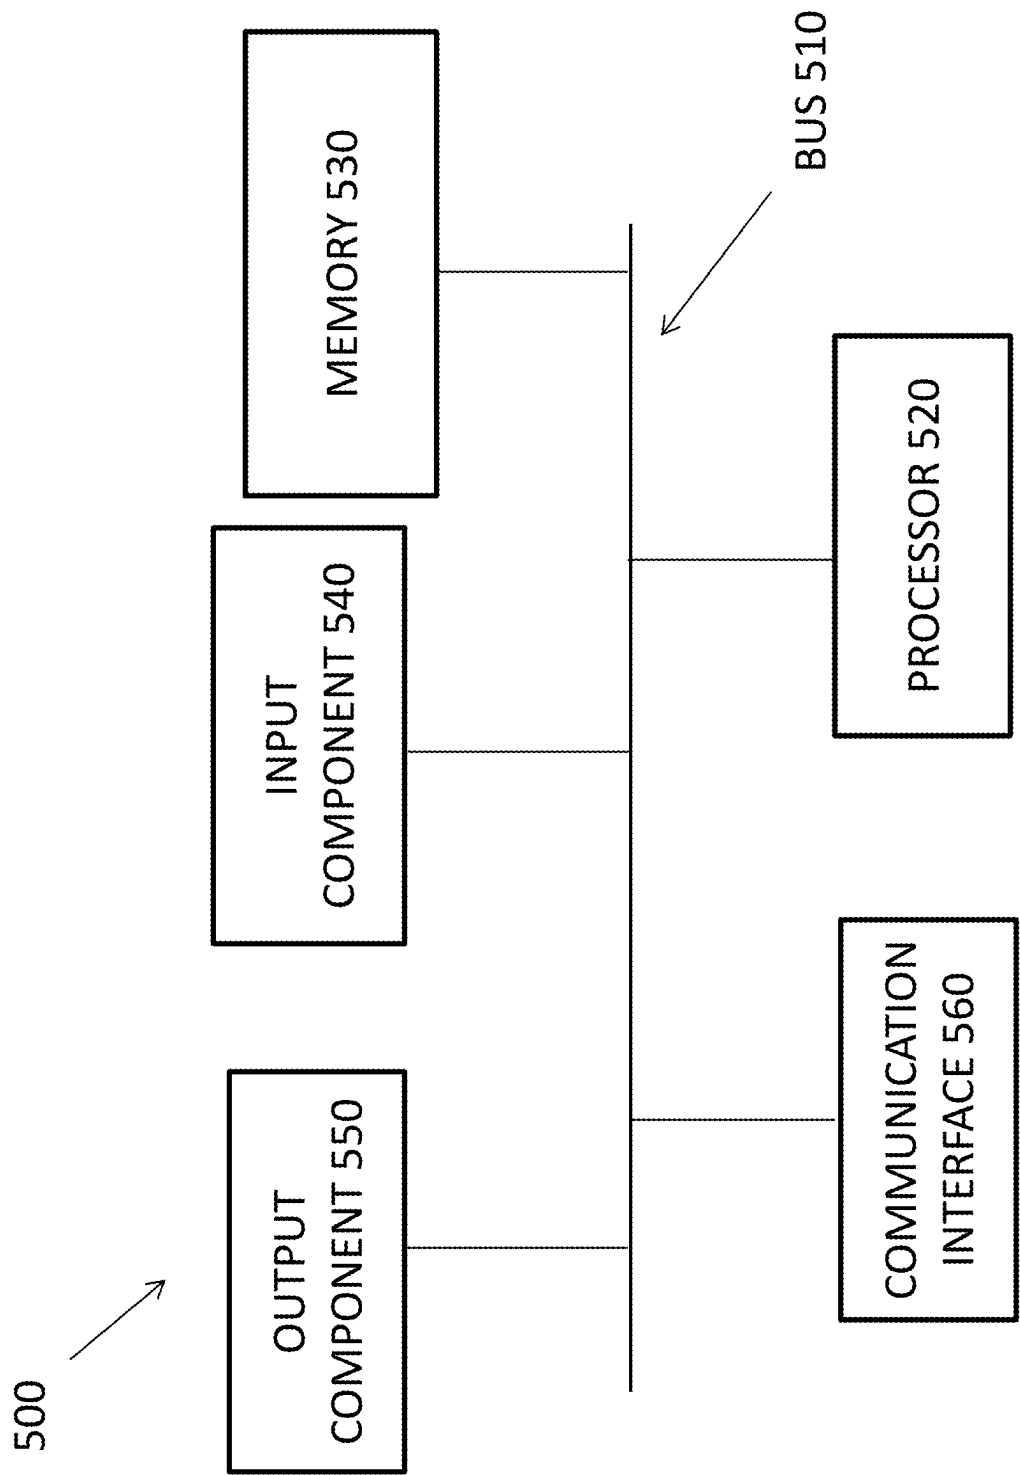 500
OUTPUT
COMPONENT 550
INPUT
COMPONENT 540
MEMORY 530
COMMUNICATION
INTERFACE 560
PROCESSOR 520
BUS 510